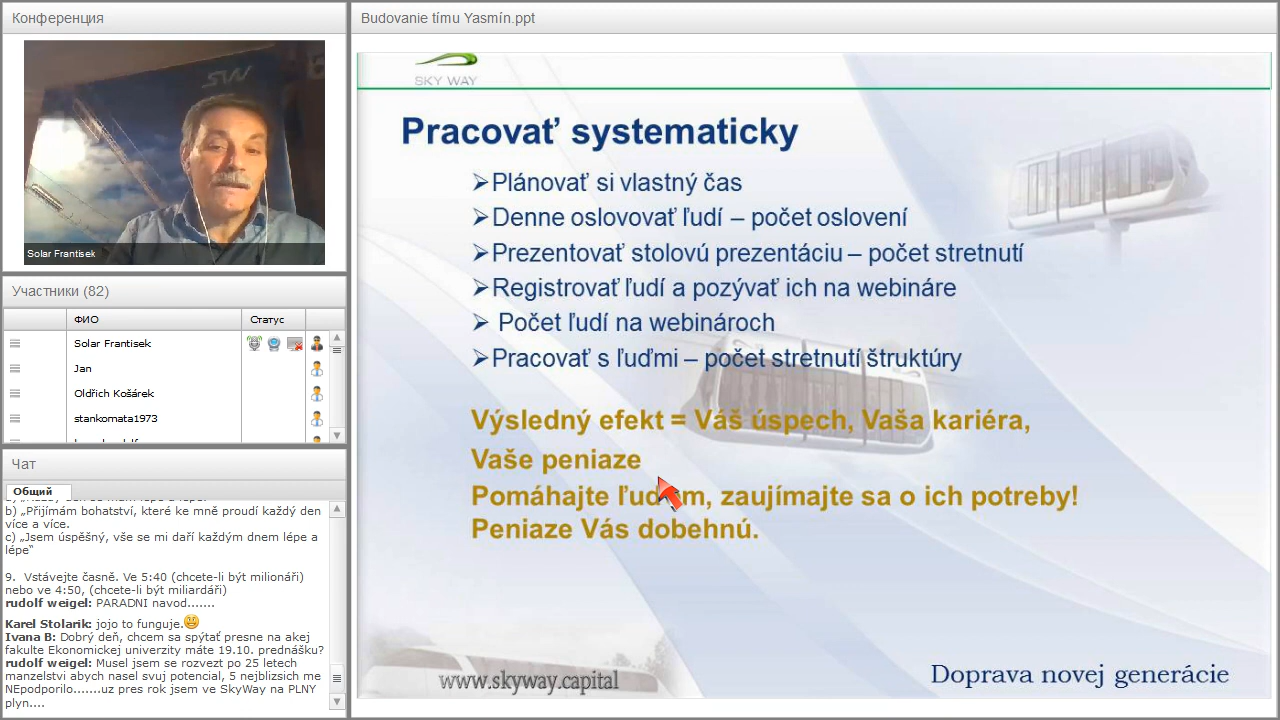 Конференция
SW
Solar Frantisek
Участники (82)
ФИО
Статус
Solar Frantisek
Jan
Oldřich Košárek
stankomata1973
Чат
Общий
b) „Přijímám bohatství, které ke mně proudí každý den
více a více.
c) „Jsem úspěšný, vše se mi daří každým dnem lépe a
lépe“
9. Vstávejte časně. Ve 5:40 (chcete-li být milionáři)
nebo ve 4:50, (chcete-li být miliardáři)
rudolf weigel: PARADNI navod.......
Karel Stolarik: jojo to funguje.
Ivana B: Dobrý deň, chcem sa spýtať presne na akej
fakulte Ekonomickej univerzity máte 19.10. prednášku?
rudolf weigel: Musel jsem se rozvezt po 25 letech
manzelstvi abych nasel svuj potencial, 5 nejblizsich me
NEpodporilo.......uz pres rok jsem ve SkyWay na PLNY
plyn....
Budovanie tímu Yasmín.ppt
SKY WAY
Pracovať systematicky
➢Plánovať si vlastný čas
➢Denne oslovovať ľudí – počet oslovení
➢Prezentovať stolovú prezentáciu – počet stretnutí
➢Registrovať ľudí a pozývať ich na webináre
➢ Počet ľudí na webinároch
➢Pracovať s ľuďmi – počet stretnutí štruktúry
Výsledný efekt = Váš úspech, Vaša kariéra,
Vaše peniaze
Pomáhajte ľuďom, zaujímajte sa o ich potreby!
Peniaze Vás dobehnú.
www.skyway.capital
Doprava novej generácie